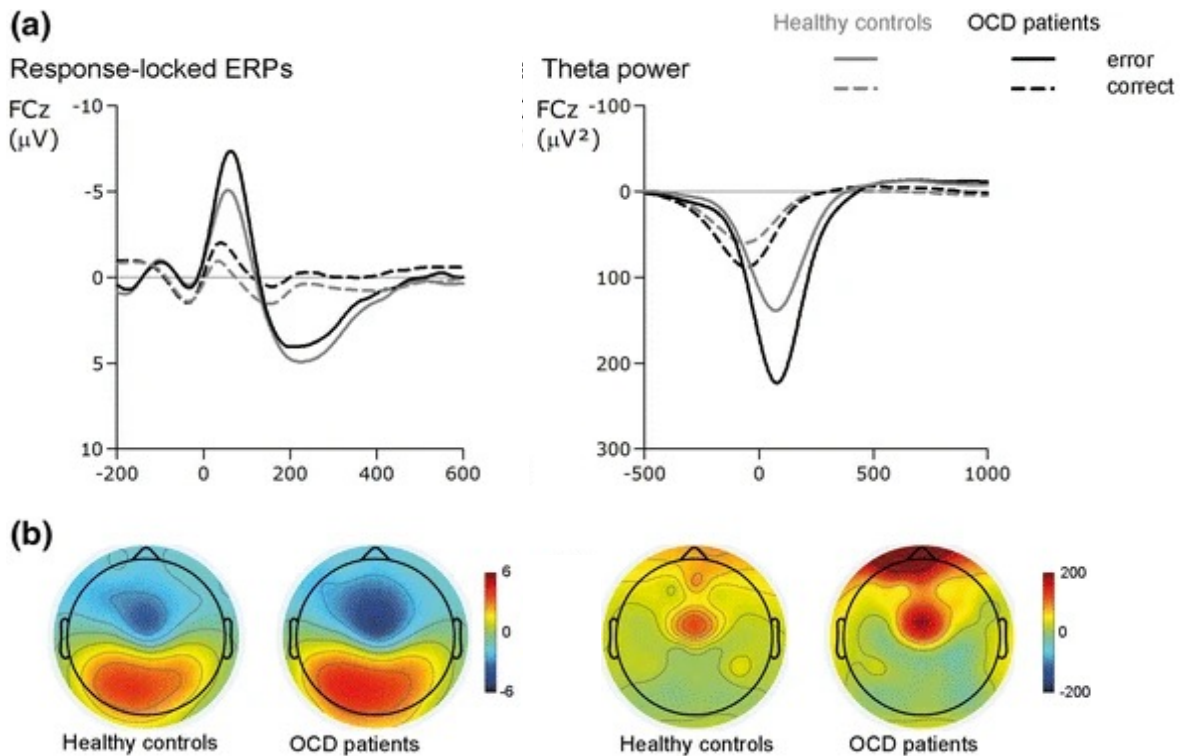 (a)
Healthy controls OCD patients
Response-locked ERPs
Theta power
error
correct
FCz
(µV)
-10
-5
0
5
10
-200 0 200 400 600
FCz
(µV²)
-100
0
100
200
300
-500 0 500 1000
(b)
6
0
-6
200
0
-200
Healthy controls OCD patients
Healthy controls OCD patients